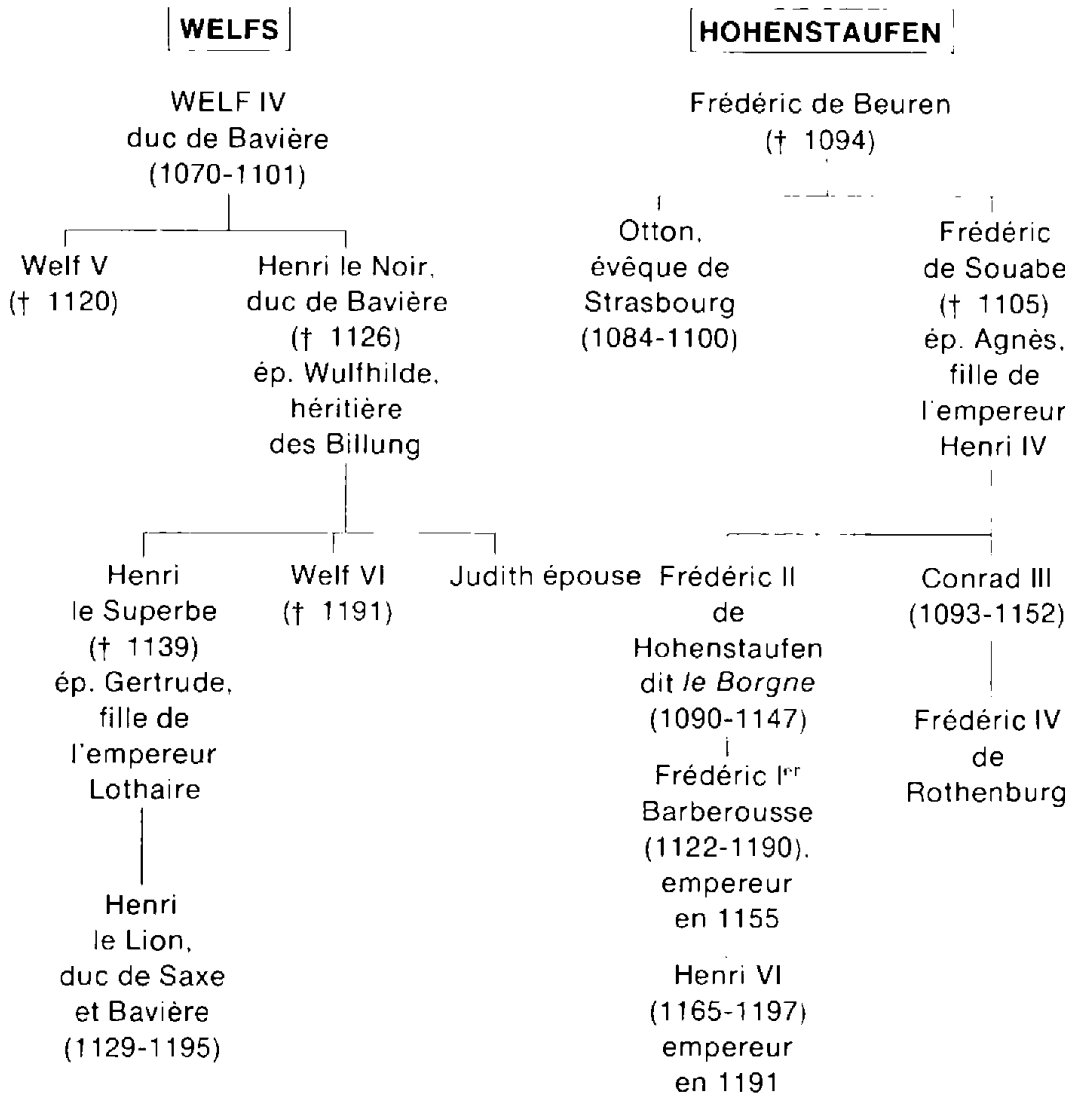 WELFS
HOHENSTAUFEN
WELF IV
duc de Bavière
(1070-1101)
Frédéric de Beuren
(† 1094)
Welf V
(† 1120)
Henri le Noir,
duc de Bavière
(† 1126)
ép. Wulfhilde,
héritière
des Billung
Otton,
évêque de
Strasbourg
(1084-1100)
Frédéric
de Souabe
(† 1105)
ép. Agnès,
fille de
l'empereur
Henri IV
Henri
le Superbe
(† 1139)
ép. Gertrude,
fille de
l'empereur
Lothaire
Welf VI
(† 1191)
Judith épouse
Frédéric II
de
Hohenstaufen
dit le Borgne
(1090-1147)
Conrad III
(1093-1152)
Henri
le Lion,
duc de Saxe
et Bavière
(1129-1195)
Frédéric Ier
Barberousse
(1122-1190),
empereur
en 1155
Frédéric IV
de
Rothenburg
Henri VI
(1165-1197)
empereur
en 1191